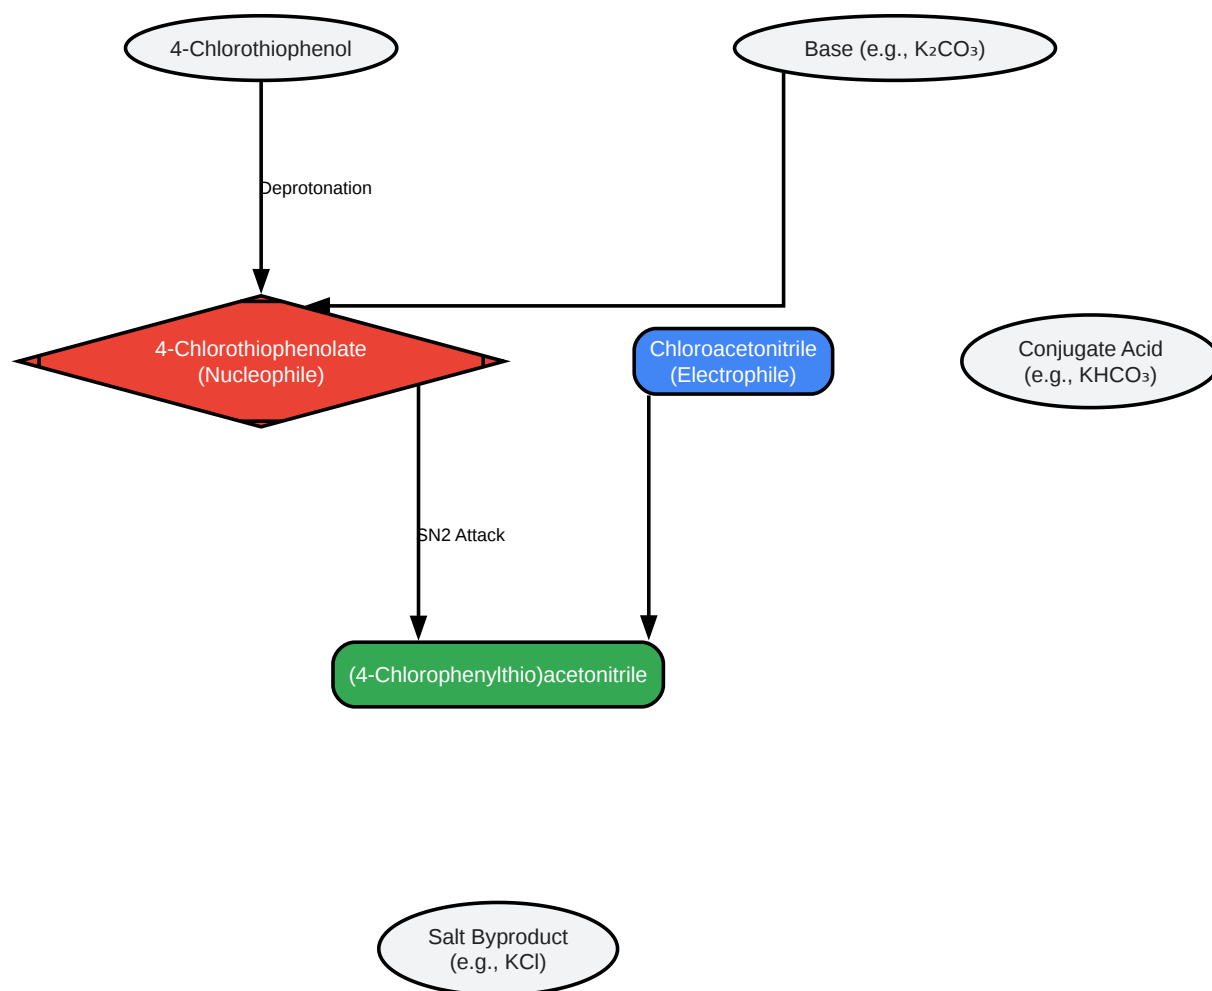 4-Chlorothiophenol
Base (e.g., K₂CO₃)
Deprotonation
4-Chlorothiophenolate
(Nucleophile)
Chloroacetonitrile
(Electrophile)
Conjugate Acid
(e.g., KHCO₃)
SN2 Attack
(4-Chlorophenylthio)acetonitrile
Salt Byproduct
(e.g., KCl)